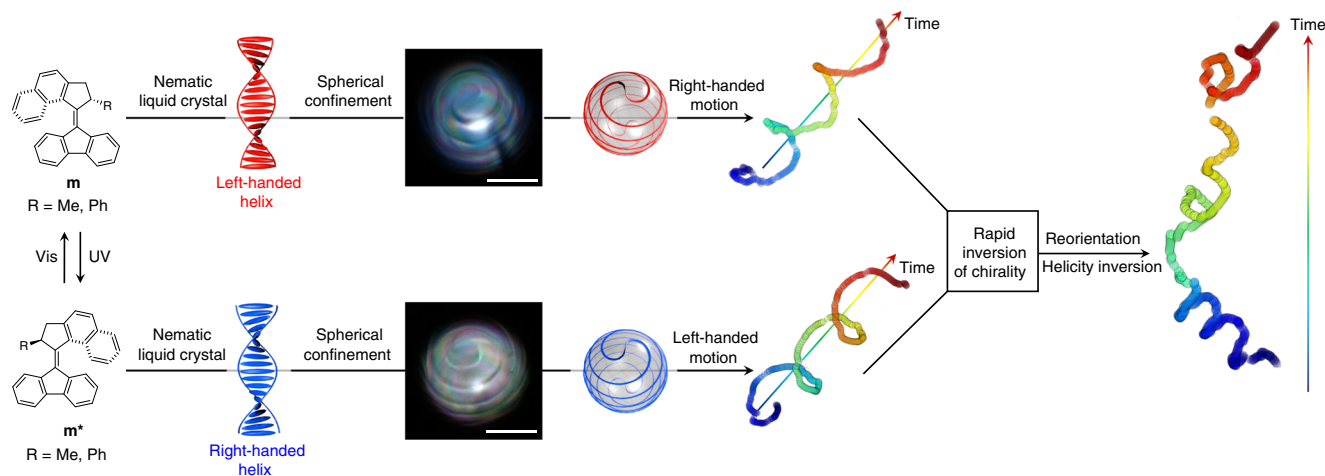 R
m
R = Me, Ph
Nematic
liquid crystal
Left-handed
helix
Spherical
confinement
Right-handed
motion
Time
Vis
UV
R
m*
R = Me, Ph
Nematic
liquid crystal
Right-handed
helix
Spherical
confinement
Left-handed
motion
Time
Rapid
inversion
of chirality
Reorientation
Helicity inversion
Time